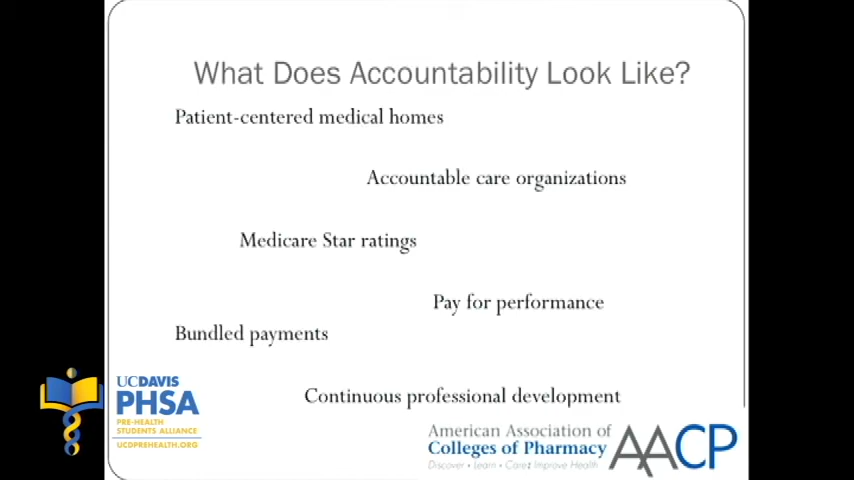 What Does Accountability Look Like?
Patient-centered medical homes
Accountable care organizations
Medicare Star ratings
Pay for performance
Bundled payments
Continuous professional development
UCDAVIS
PHSA
PRE-HEALTH
STUDENTS ALLIANCE
UCDPREHEALTH.ORG
American Association of
Colleges of Pharmacy
Discover • Learn • Care: Improve Health
AACP